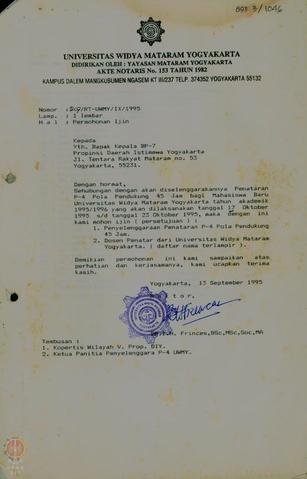 893 3/1046
UNIVERSITAS WIDYA MATARAM YOGYAKARTA
DIDIRIKAN OLEH : YAYASAN MATARAM YOGYAKARTA
AKTE NOTARIS No. 153 TAHUN 1982
KAMPUS DALEM MANGKUBUMEN NGASEM KT III/237 TELP. 374352 YOGYAKARTA 55132
Nomor : /RT-UWMY/IX/1995
Lamp. : 1 lembar
H a l : Permohonan Ijin
Kepada
Yth. Bapak Kepala BP-7
Propinsi Daerah Istimewa Yogyakarta
Jl. Tentara Rakyat Mataram no. 53
Yogyakarta, 55231.
Dengan hormat,
Sehubungan dengan akan diselenggarakannya Penataran
P-4 Pola Pendukung 45 Jam bagi Mahasiswa Baru
Universitas Widya Mataram Yogyakarta tahun akademik
1995/1996 yang akan dilaksanakan tanggal 17 Oktober
1995 s/d tanggal 23 Oktober 1995, maka dengan ini
kami mohon ijin ( persetujuan ) :
1. Penyelenggaraan Penataran P-4 Pola Pendukung
45 Jam.
2. Dosen Penatar dari Universitas Widya Mataram
Yogyakarta. ( daftar nama terlampir ).
Demikian permohonan ini kami sampaikan atas
perhatian dan kerjasamanya, kami ucapkan terima
kasih.
Yogyakarta, 13 September 1995
t o r,
Frinces,BSc,MSc,Soc,MA
Tembusan :
1. Kopertis Wilayah V. Prop. DIY.
2. Ketua Panitia Penyelenggara P-4 UWMY.